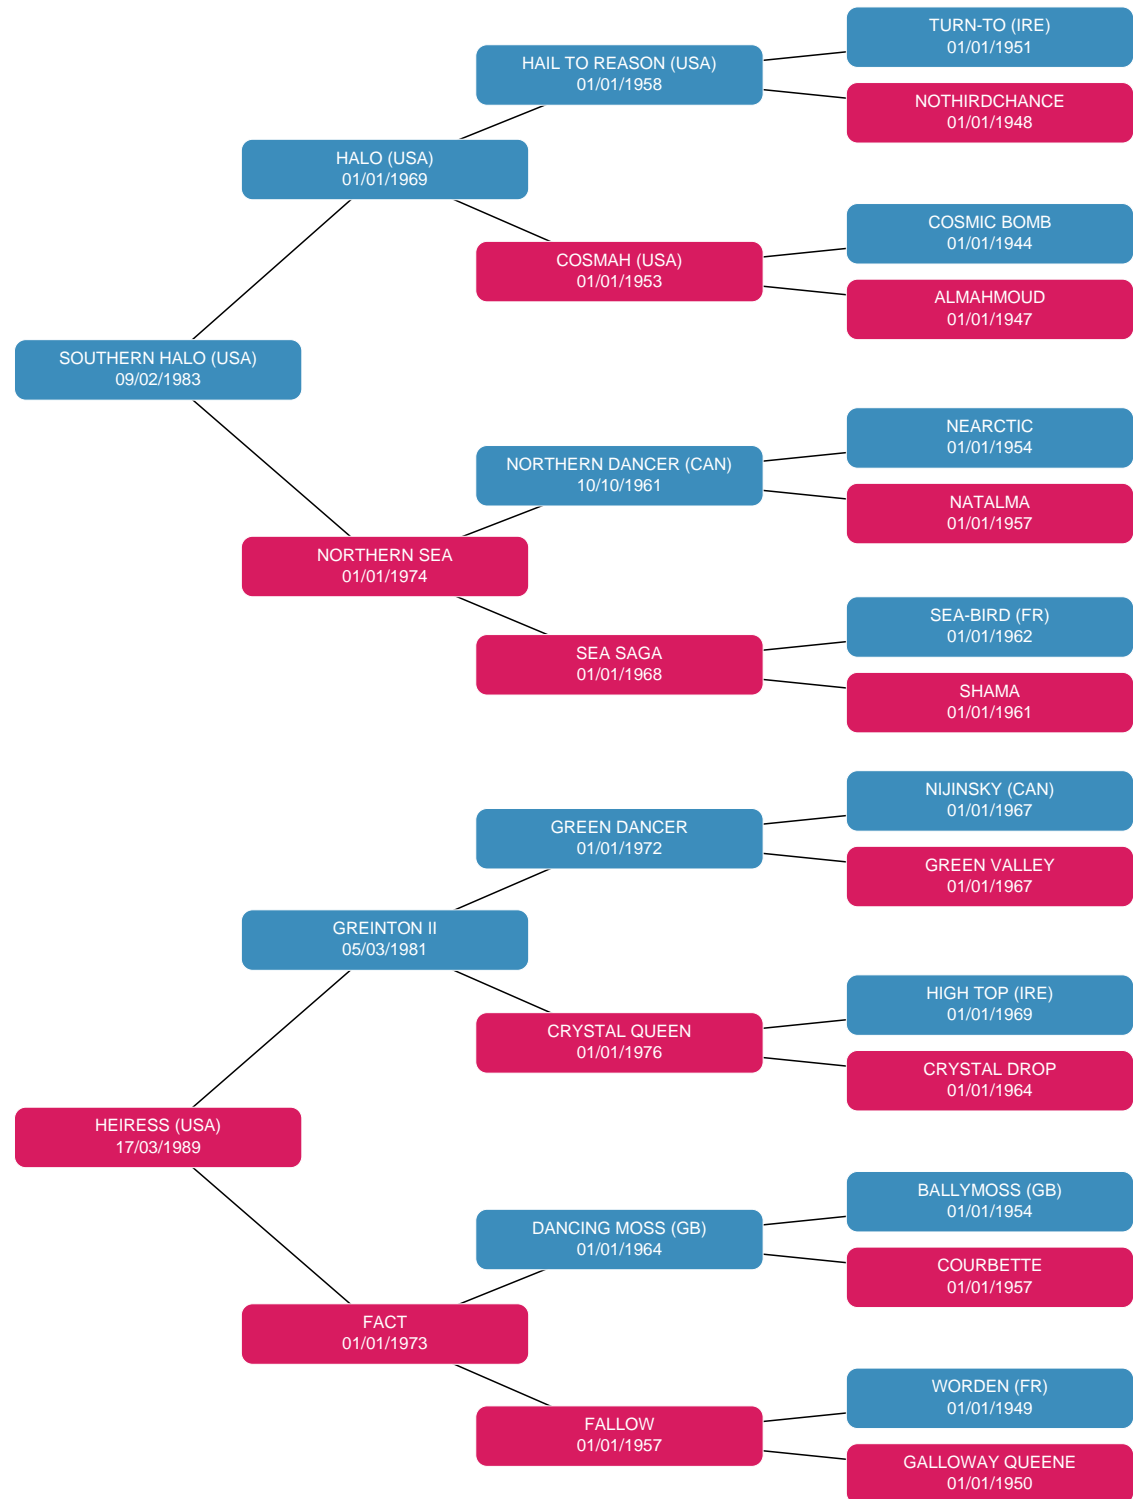 TURN-TO (IRE)
01/01/1951
HAIL TO REASON (USA)
01/01/1958
NOTHIRDCHANCE
01/01/1948
HALO (USA)
01/01/1969
COSMIC BOMB
01/01/1944
COSMAH (USA)
01/01/1953
ALMAHMOUD
01/01/1947
SOUTHERN HALO (USA)
09/02/1983
NEARCTIC
01/01/1954
NORTHERN DANCER (CAN)
10/10/1961
NATALMA
01/01/1957
NORTHERN SEA
01/01/1974
SEA-BIRD (FR)
01/01/1962
SEA SAGA
01/01/1968
SHAMA
01/01/1961
NIJINSKY (CAN)
01/01/1967
GREEN DANCER
01/01/1972
GREEN VALLEY
01/01/1967
GREINTON II
05/03/1981
HIGH TOP (IRE)
01/01/1969
CRYSTAL QUEEN
01/01/1976
CRYSTAL DROP
01/01/1964
HEIRESS (USA)
17/03/1989
BALLYMOSS (GB)
01/01/1954
DANCING MOSS (GB)
01/01/1964
COURBETTE
01/01/1957
FACT
01/01/1973
WORDEN (FR)
01/01/1949
FALLOW
01/01/1957
GALLOWAY QUEENE
01/01/1950